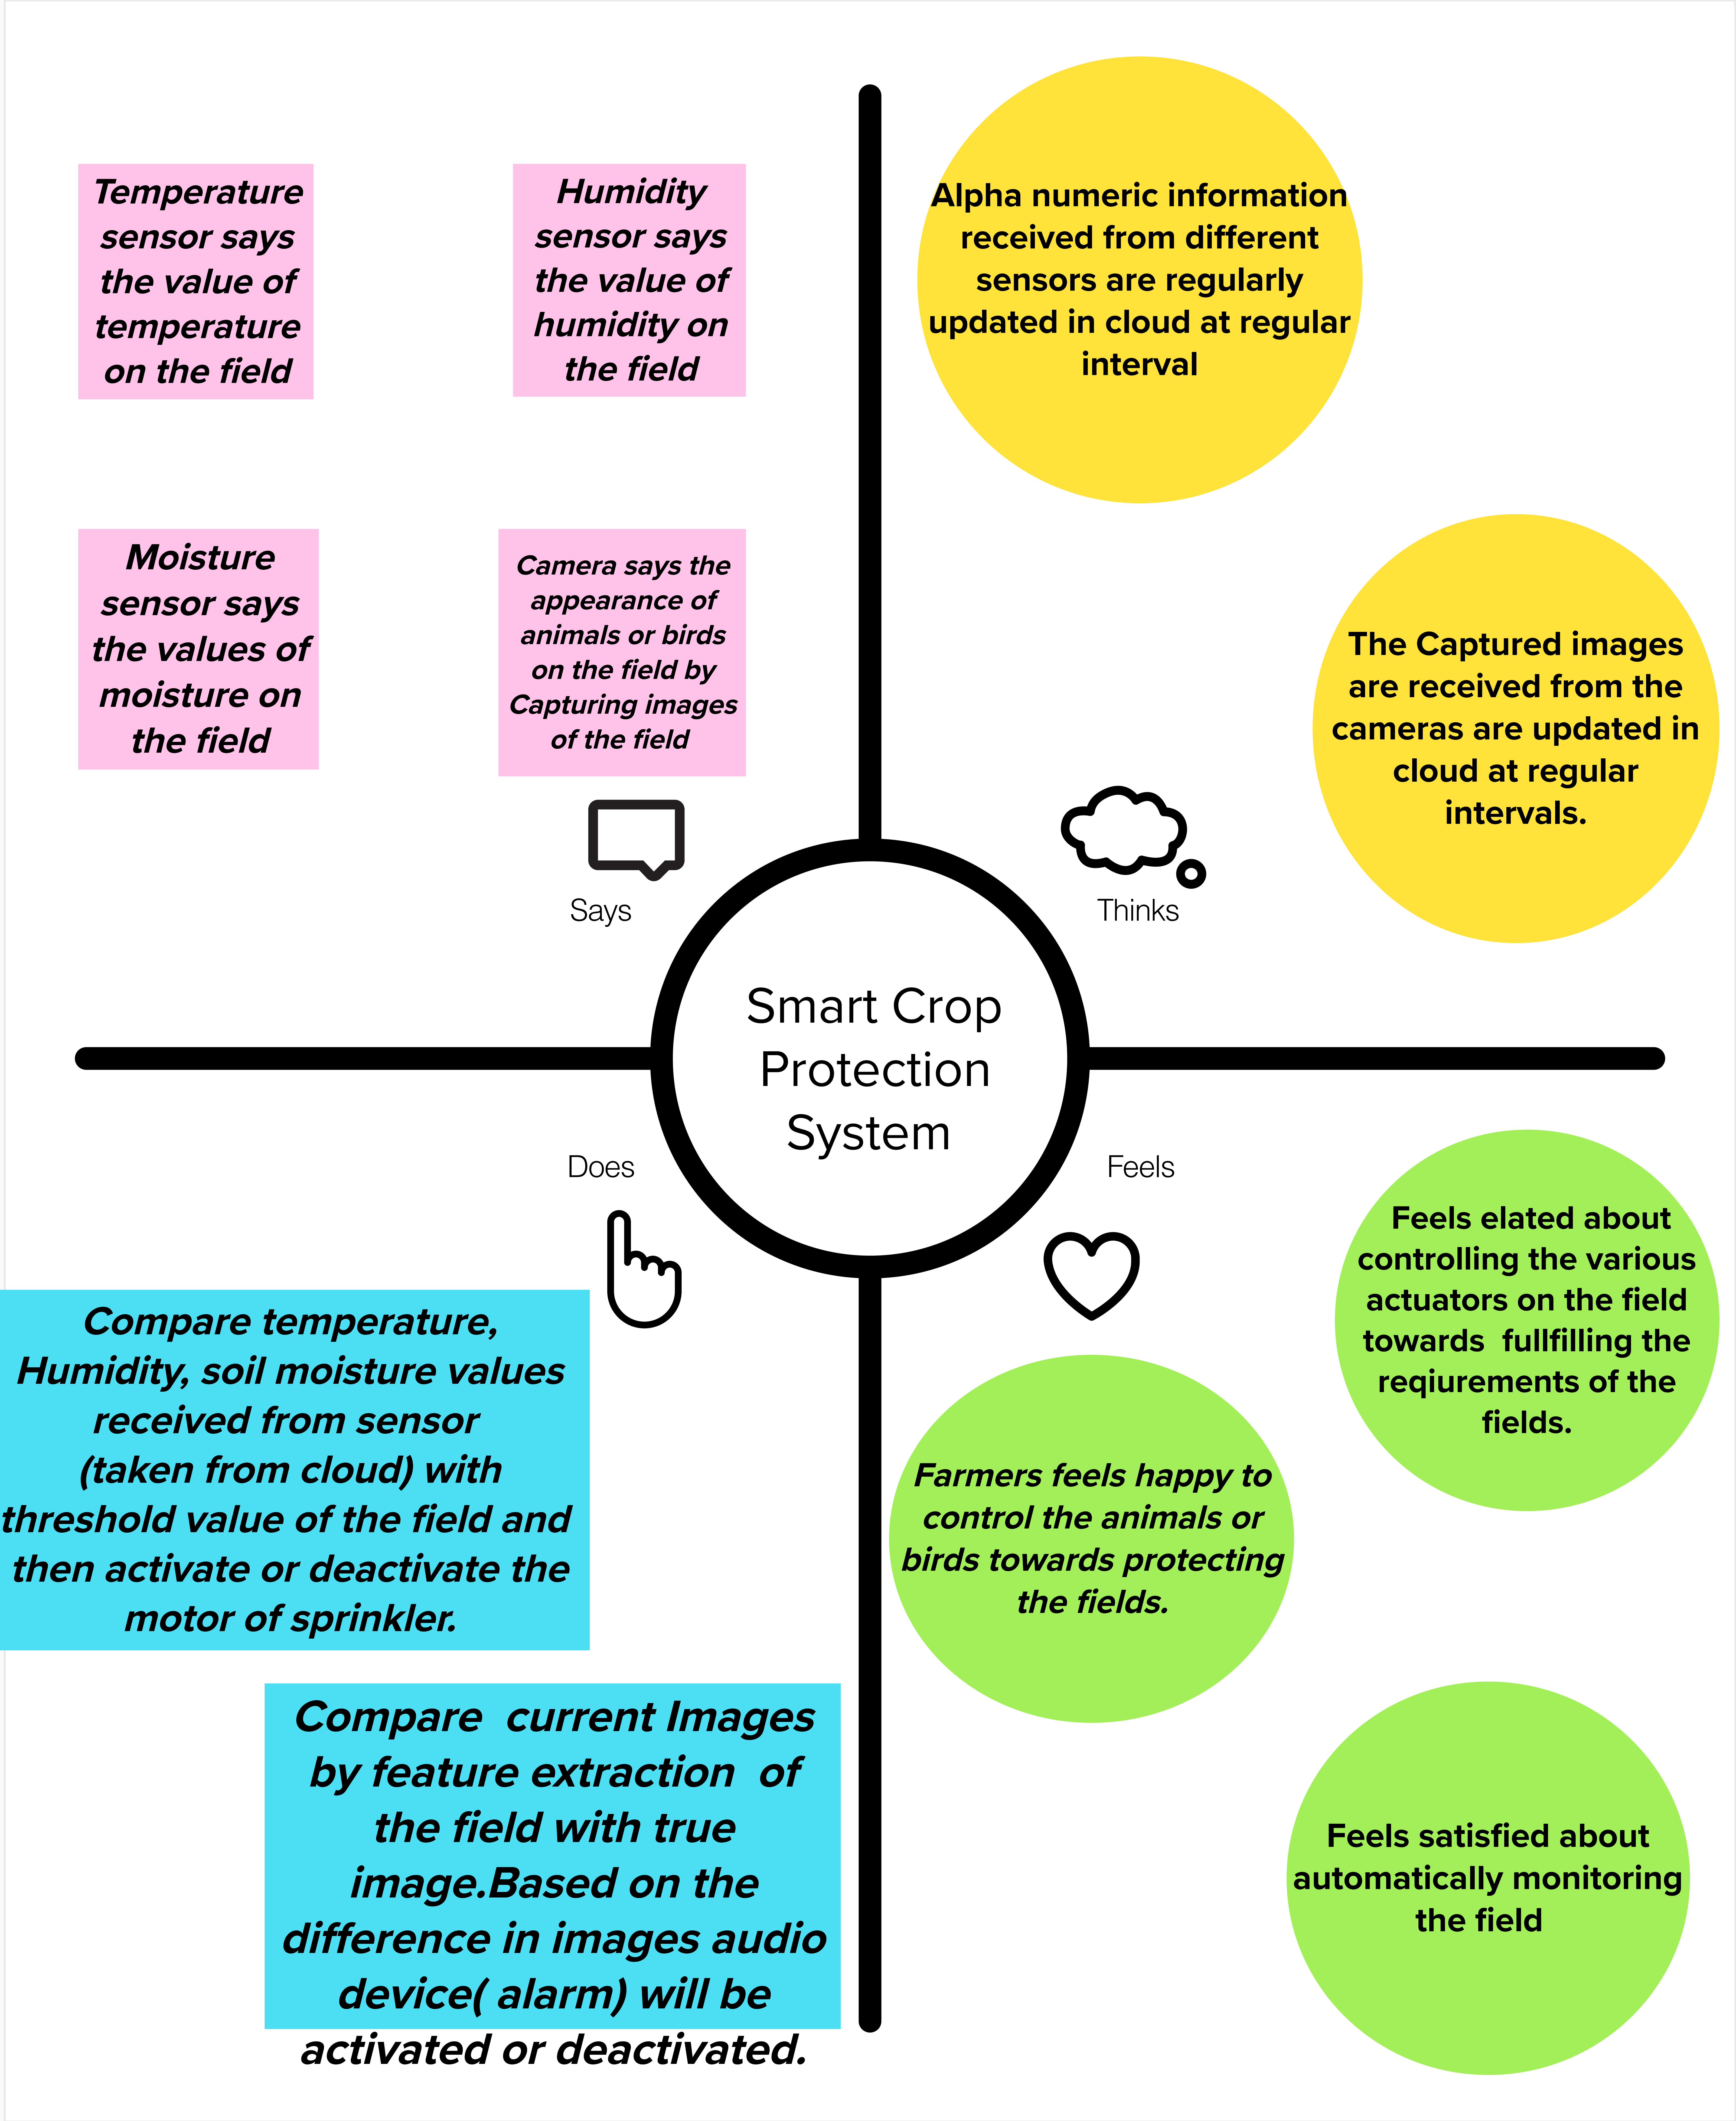 Temperature
sensor says
the value of
temperature
on the field
Humidity
sensor says
the value of
humidity on
the field
Moisture
sensor says
the values of
moisture on
the field
Camera says the
appearance of
animals or birds
on the field by
Capturing images
of the field
Says
Alpha numeric information
received from different
sensors are regularly
updated in cloud at regular
interval
The Captured images
are received from the
cameras are updated in
cloud at regular
intervals.
Thinks
Smart Crop
Protection
System
Does
Compare temperature,
Humidity, soil moisture values
received from sensor
(taken from cloud) with
threshold value of the field and
then activate or deactivate the
motor of sprinkler.
Compare  current Images
by feature extraction  of
the field with true
image.Based on the
difference in images audio
device( alarm) will be
activated or deactivated.
Feels
Feels elated about
controlling the various
actuators on the field
towards  fullfilling the
reqiurements of the
fields.
Farmers feels happy to
control the animals or
birds towards protecting
the fields.
Feels satisfied about
automatically monitoring
the field